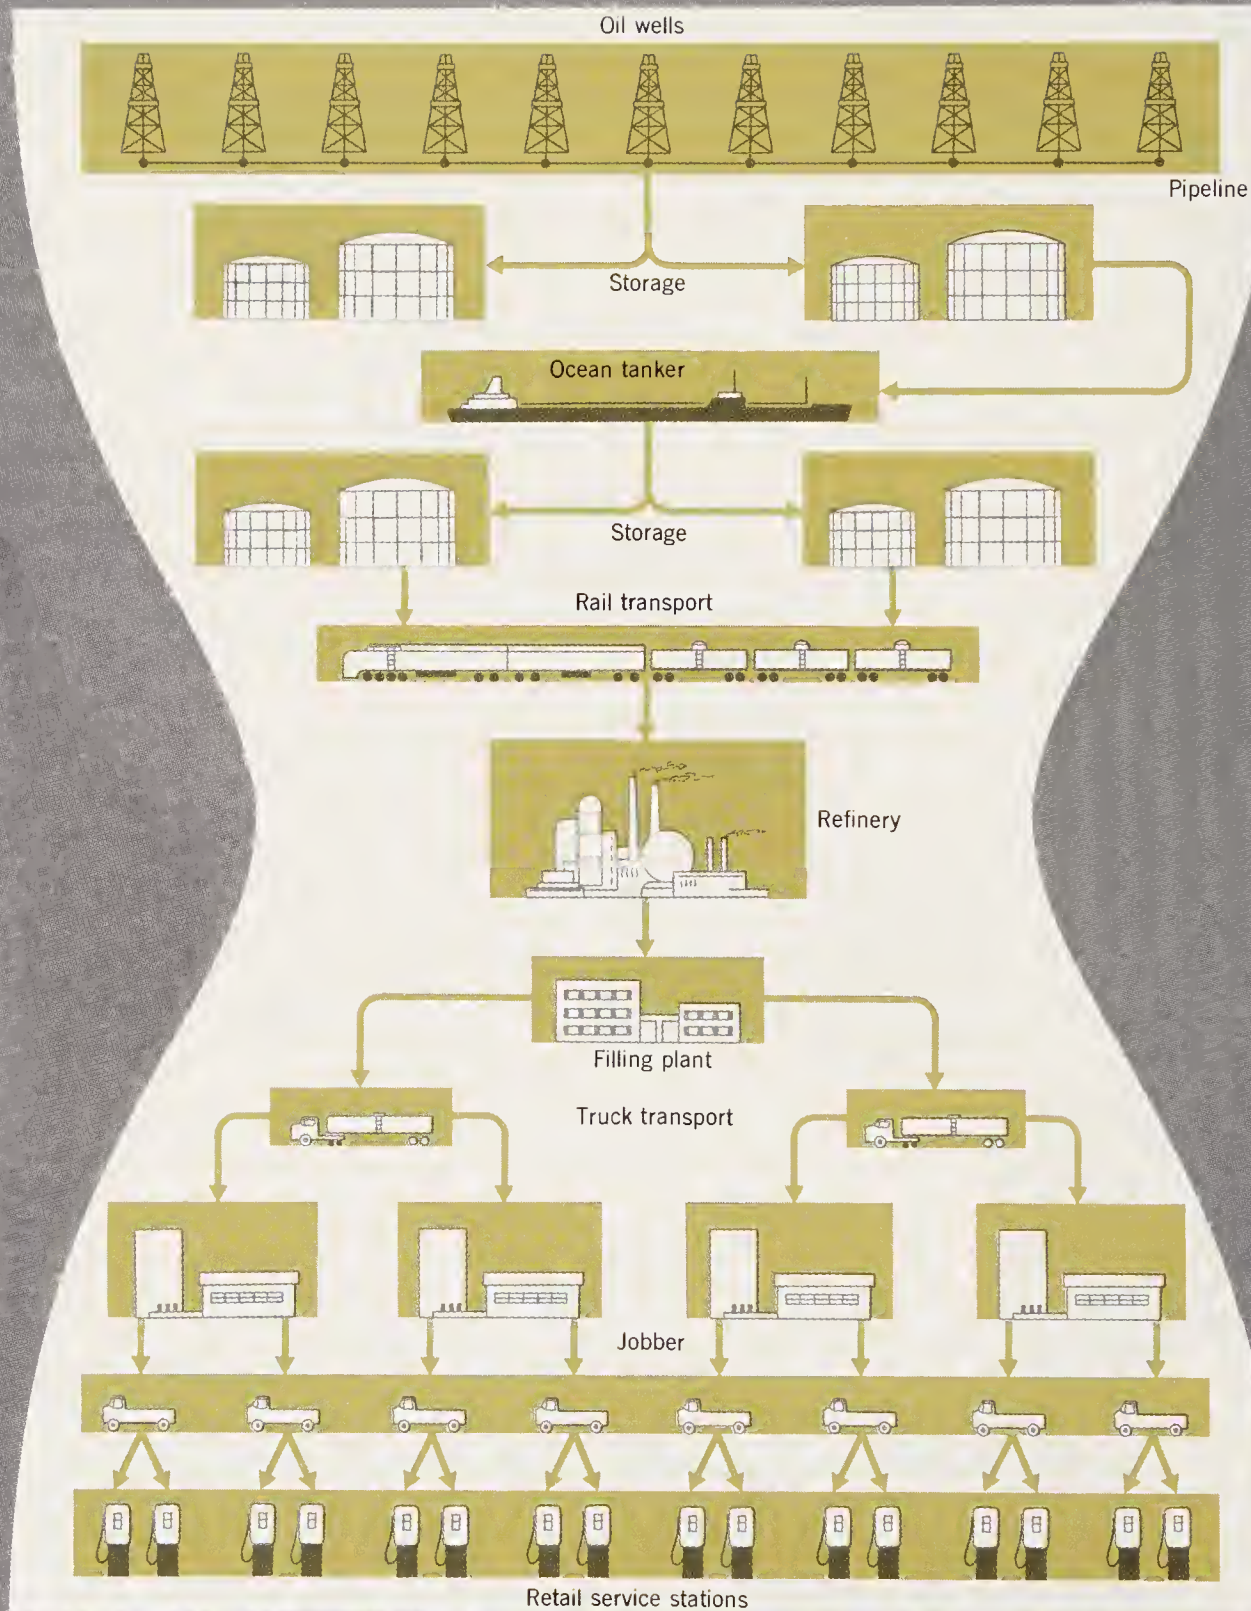 Oil wells
Pipeline
Storage
Ocean tanker
Storage
Rail transport
Refinery
Filling plant
Truck transport
Jobber
Retail service stations